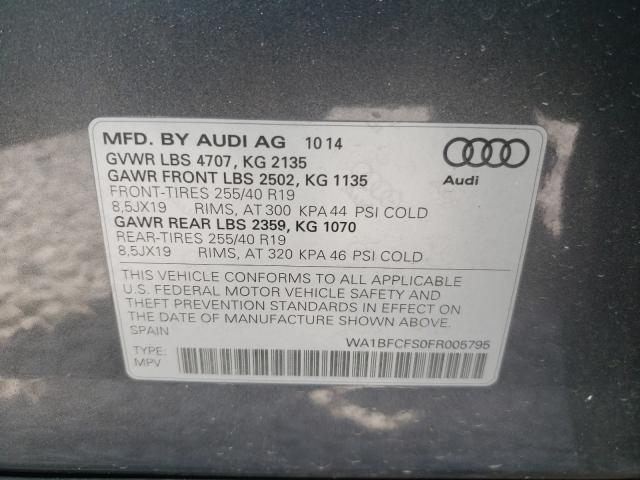 MFD. BY AUDI AG 10 14
GVWR LBS 4707, KG 2135
GAWR FRONT LBS 2502, KG 1135
FRONT-TIRES 255/40 R19
8,5JX19 RIMS, AT 300 KPA 44 PSI COLD
GAWR REAR LBS 2359, KG 1070
REAR-TIRES 255/40 R19
8,5JX19 RIMS, AT 320 KPA 46 PSI COLD
Audi
THIS VEHICLE CONFORMS TO ALL APPLICABLE
U.S. FEDERAL MOTOR VEHICLE SAFETY AND
THEFT PREVENTION STANDARDS IN EFFECT ON
THE DATE OF MANUFACTURE SHOWN ABOVE.
SPAIN
WA1BFCFS0FR005795
TYPE:
MPV